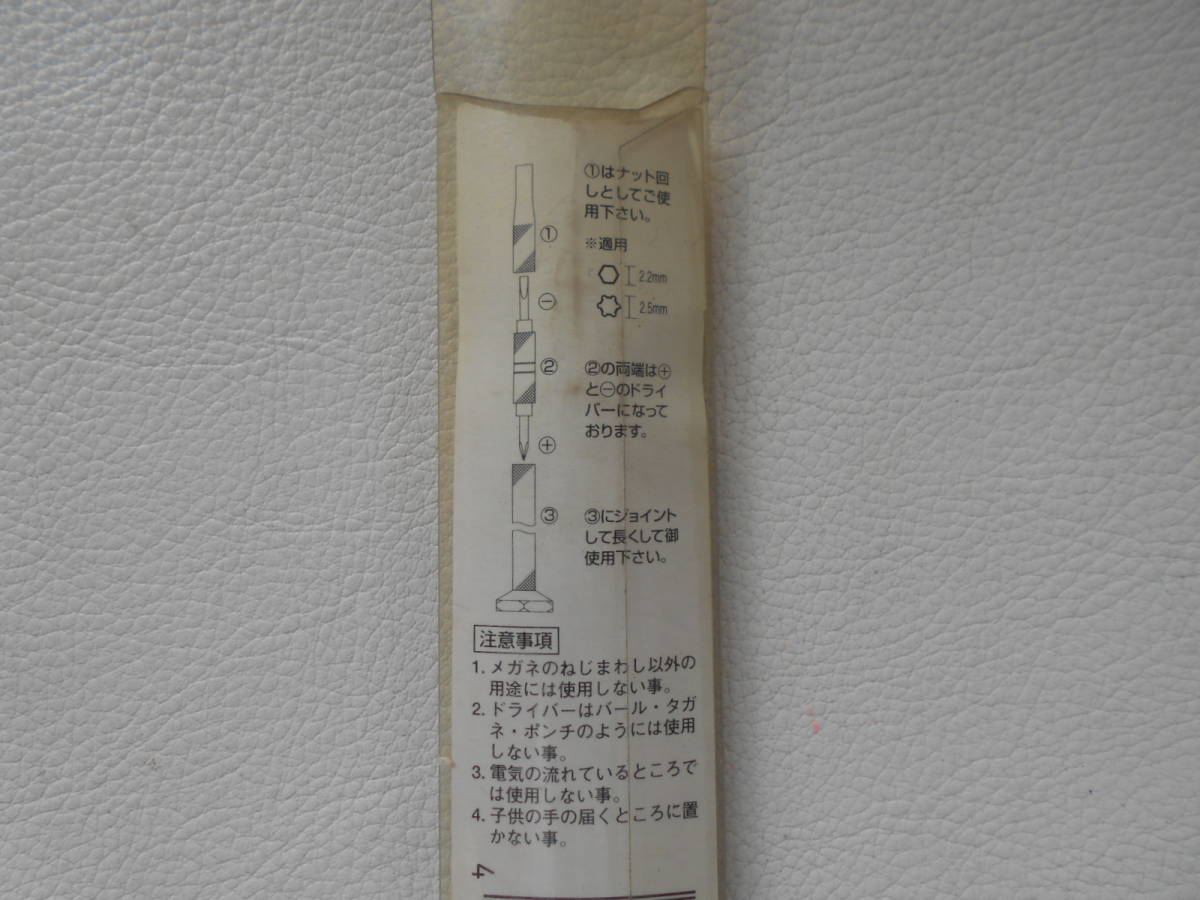 ①はナット回
しとしてご使
用下さい。
①
※適用
2.2mm
⊖
2.5mm
②
②の両端は⊕
と⊖のドライ
バーになって
おります。
⊕
③
③にジョイント
して長くして御
使用下さい。
注意事項
1. メガネのねじまわし以外の
用途には使用しない事。
2. ドライバーはバール・タガ
ネ・ポンチのようには使用
しない事。
3. 電気の流れているところで
は使用しない事。
4. 子供の手の届くところに置
かない事。
4